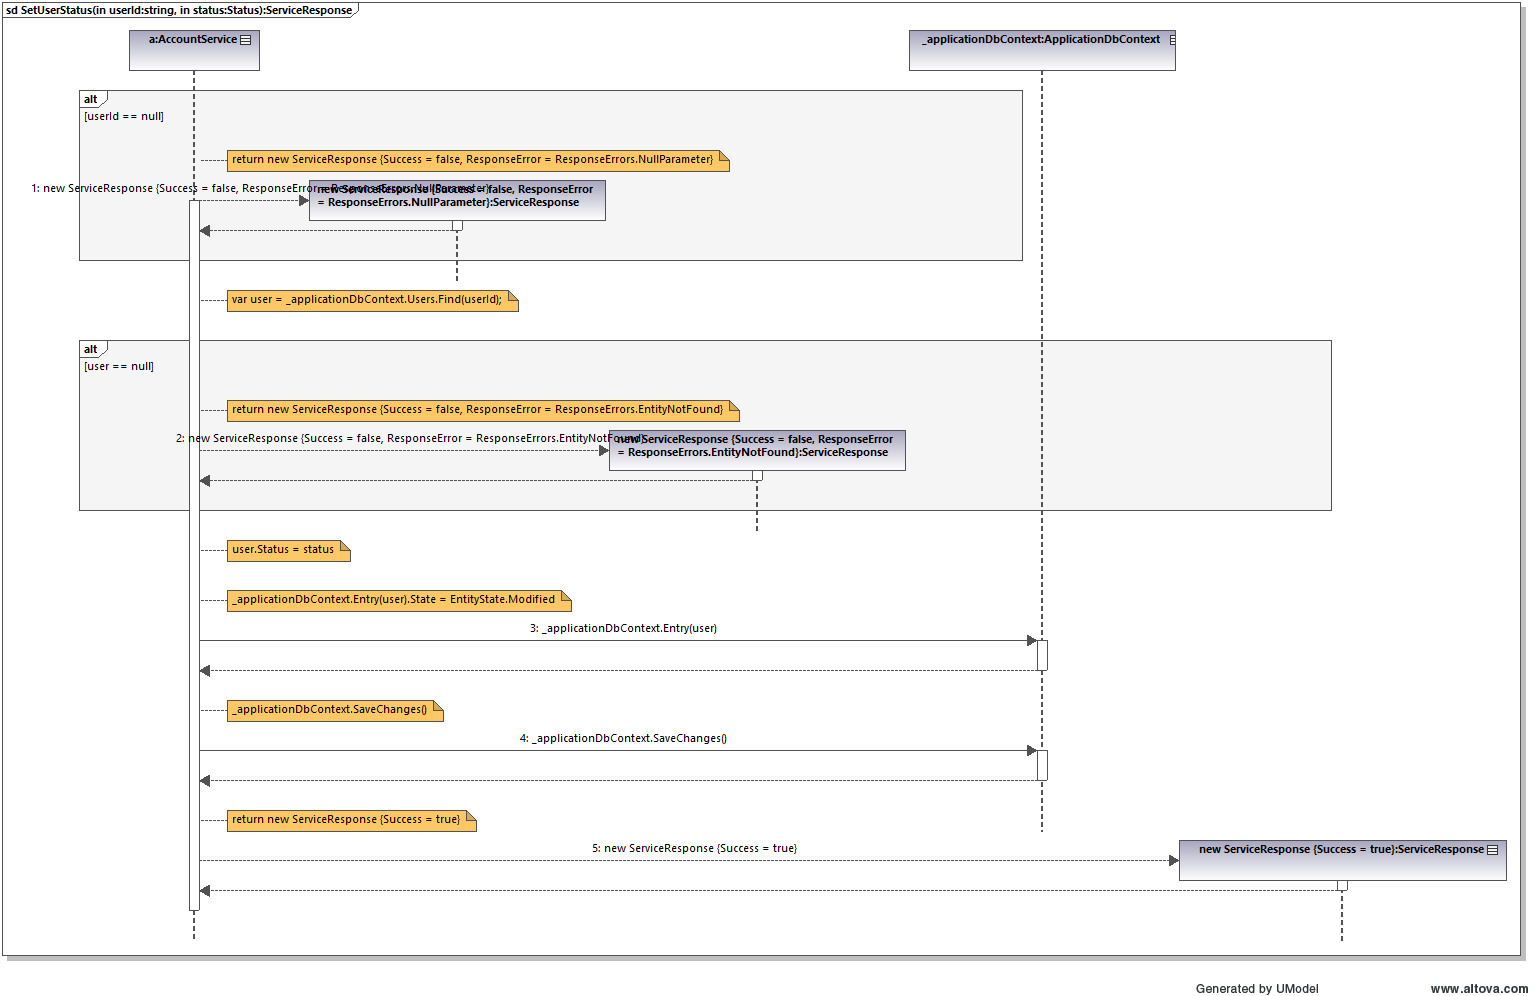 sd SetUserStatus(in userId:string, in status:Status):ServiceResponse
a:AccountService
_applicationDbContext:ApplicationDbContext
alt
[userId == null]
return new ServiceResponse {Success = false, ResponseError = ResponseErrors.NullParameter}
1: new ServiceResponse {Success = false, ResponseError = ResponseErrors.NullParameter}
new ServiceResponse {Success = false, ResponseError
= ResponseErrors.NullParameter}:ServiceResponse
var user = _applicationDbContext.Users.Find(userId);
alt
[user == null]
return new ServiceResponse {Success = false, ResponseError = ResponseErrors.EntityNotFound}
2: new ServiceResponse {Success = false, ResponseError = ResponseErrors.EntityNotFound}
new ServiceResponse {Success = false, ResponseError
= ResponseErrors.EntityNotFound}:ServiceResponse
user.Status = status
_applicationDbContext.Entry(user).State = EntityState.Modified
3: _applicationDbContext.Entry(user)
_applicationDbContext.SaveChanges()
4: _applicationDbContext.SaveChanges()
return new ServiceResponse {Success = true}
5: new ServiceResponse {Success = true}
new ServiceResponse {Success = true}:ServiceResponse
Generated by UModel
www.altova.com